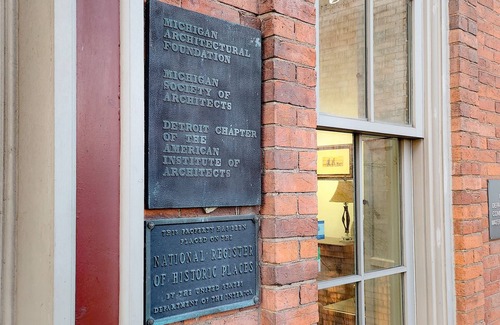 MICHIGAN
ARCHITECTURAL
FOUNDATION
MICHIGAN
SOCIETY OF
ARCHITECTS
DETROIT CHAPTER
OF THE
AMERICAN
INSTITUTE OF
ARCHITECTS
THIS PROPERTY HAS BEEN
PLACED ON THE
NATIONAL REGISTER
OF HISTORIC PLACES
BY THE UNITED STATES
DEPARTMENT OF THE INTERIOR